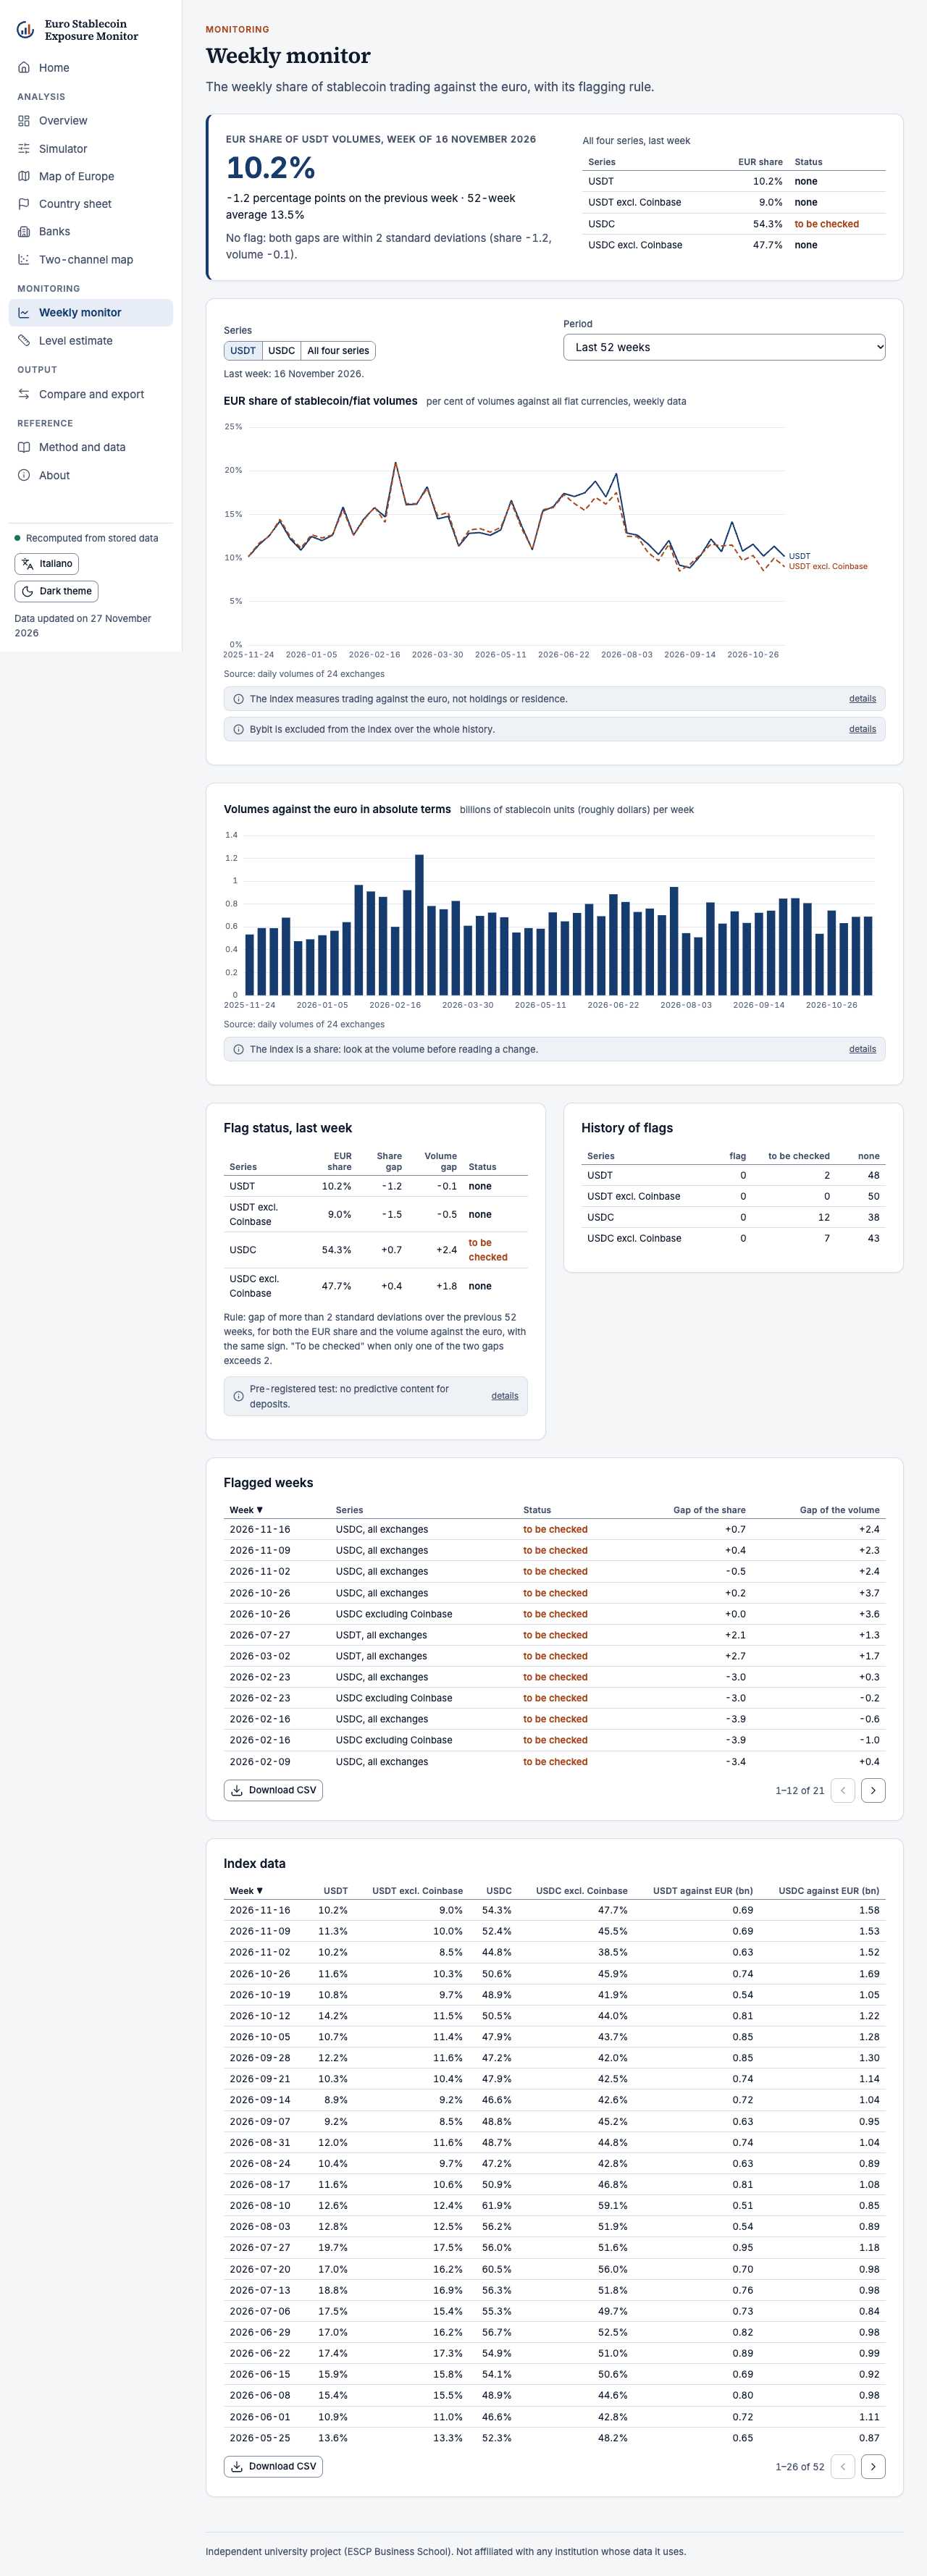 Euro Stablecoin
Exposure Monitor
Home
ANALYSIS
Overview
Simulator
Map of Europe
Country sheet
Banks
Two-channel map
MONITORING
Weekly monitor
Level estimate
OUTPUT
Compare and export
REFERENCE
Method and data
About
Recomputed from stored data
Italiano
Dark theme
Data updated on 27 November
2026
MONITORING
Weekly monitor
The weekly share of stablecoin trading against the euro, with its flagging rule.
EUR SHARE OF USDT VOLUMES, WEEK OF 16 NOVEMBER 2026
10.2%
-1.2 percentage points on the previous week · 52-week
average 13.5%
No flag: both gaps are within 2 standard deviations (share -1.2,
volume -0.1).
All four series, last week
Series EUR share Status
USDT 10.2% none
USDT excl. Coinbase 9.0% none
USDC 54.3% to be checked
USDC excl. Coinbase 47.7% none
Series
USDT USDC All four series
Last week: 16 November 2026.
Period
Last 52 weeks
EUR share of stablecoin/fiat volumes per cent of volumes against all fiat currencies, weekly data
25%
20%
15%
10%
5%
0%
USDT
USDT excl. Coinbase
2025-11-24 2026-01-05 2026-02-16 2026-03-30 2026-05-11 2026-06-22 2026-08-03 2026-09-14 2026-10-26
Source: daily volumes of 24 exchanges
The index measures trading against the euro, not holdings or residence. details
Bybit is excluded from the index over the whole history. details
Volumes against the euro in absolute terms billions of stablecoin units (roughly dollars) per week
1.4
1.2
1
0.8
0.6
0.4
0.2
0
2025-11-24 2026-01-05 2026-02-16 2026-03-30 2026-05-11 2026-06-22 2026-08-03 2026-09-14 2026-10-26
Source: daily volumes of 24 exchanges
The index is a share: look at the volume before reading a change. details
Flag status, last week
Series EUR share Share gap Volume gap Status
USDT 10.2% -1.2 -0.1 none
USDT excl. Coinbase 9.0% -1.5 -0.5 none
USDC 54.3% +0.7 +2.4 to be checked
USDC excl. Coinbase 47.7% +0.4 +1.8 none
Rule: gap of more than 2 standard deviations over the previous 52
weeks, for both the EUR share and the volume against the euro, with
the same sign. "To be checked" when only one of the two gaps
exceeds 2.
Pre-registered test: no predictive content for
deposits. details
History of flags
Series flag to be checked none
USDT 0 2 48
USDT excl. Coinbase 0 0 50
USDC 0 12 38
USDC excl. Coinbase 0 7 43
Flagged weeks
Week ▼ Series Status Gap of the share Gap of the volume
2026-11-16 USDC, all exchanges to be checked +0.7 +2.4
2026-11-09 USDC, all exchanges to be checked +0.4 +2.3
2026-11-02 USDC, all exchanges to be checked -0.5 +2.4
2026-10-26 USDC, all exchanges to be checked +0.2 +3.7
2026-10-26 USDC excluding Coinbase to be checked +0.0 +3.6
2026-07-27 USDT, all exchanges to be checked +2.1 +1.3
2026-03-02 USDT, all exchanges to be checked +2.7 +1.7
2026-02-23 USDC, all exchanges to be checked -3.0 +0.3
2026-02-23 USDC excluding Coinbase to be checked -3.0 -0.2
2026-02-16 USDC, all exchanges to be checked -3.9 -0.6
2026-02-16 USDC excluding Coinbase to be checked -3.9 -1.0
2026-02-09 USDC, all exchanges to be checked -3.4 +0.4
Download CSV 1–12 of 21
Index data
Week ▼ USDT USDT excl. Coinbase USDC USDC excl. Coinbase USDT against EUR (bn) USDC against EUR (bn)
2026-11-16 10.2% 9.0% 54.3% 47.7% 0.69 1.58
2026-11-09 11.3% 10.0% 52.4% 45.5% 0.69 1.53
2026-11-02 10.2% 8.5% 44.8% 38.5% 0.63 1.52
2026-10-26 11.6% 10.3% 50.6% 45.9% 0.74 1.69
2026-10-19 10.8% 9.7% 48.9% 41.9% 0.54 1.05
2026-10-12 14.2% 11.5% 50.5% 44.0% 0.81 1.22
2026-10-05 10.7% 11.4% 47.9% 43.7% 0.85 1.28
2026-09-28 12.2% 11.6% 47.2% 42.0% 0.85 1.30
2026-09-21 10.3% 10.4% 47.9% 42.5% 0.74 1.14
2026-09-14 8.9% 9.2% 46.6% 42.6% 0.72 1.04
2026-09-07 9.2% 8.5% 48.8% 45.2% 0.63 0.95
2026-08-31 12.0% 11.6% 48.7% 44.8% 0.74 1.04
2026-08-24 10.4% 9.7% 47.2% 42.8% 0.63 0.89
2026-08-17 11.6% 10.6% 50.9% 46.8% 0.81 1.08
2026-08-10 12.6% 12.4% 61.9% 59.1% 0.51 0.85
2026-08-03 12.8% 12.5% 56.2% 51.9% 0.54 0.89
2026-07-27 19.7% 17.5% 56.0% 51.6% 0.95 1.18
2026-07-20 17.0% 16.2% 60.5% 56.0% 0.70 0.98
2026-07-13 18.8% 16.9% 56.3% 51.8% 0.76 0.98
2026-07-06 17.5% 15.4% 55.3% 49.7% 0.73 0.84
2026-06-29 17.0% 16.2% 56.7% 52.5% 0.82 0.98
2026-06-22 17.4% 17.3% 54.9% 51.0% 0.89 0.99
2026-06-15 15.9% 15.8% 54.1% 50.6% 0.69 0.92
2026-06-08 15.4% 15.5% 48.9% 44.6% 0.80 0.98
2026-06-01 10.9% 11.0% 46.6% 42.8% 0.72 1.11
2026-05-25 13.6% 13.3% 52.3% 48.2% 0.65 0.87
Download CSV 1–26 of 52
Independent university project (ESCP Business School). Not affiliated with any institution whose data it uses.